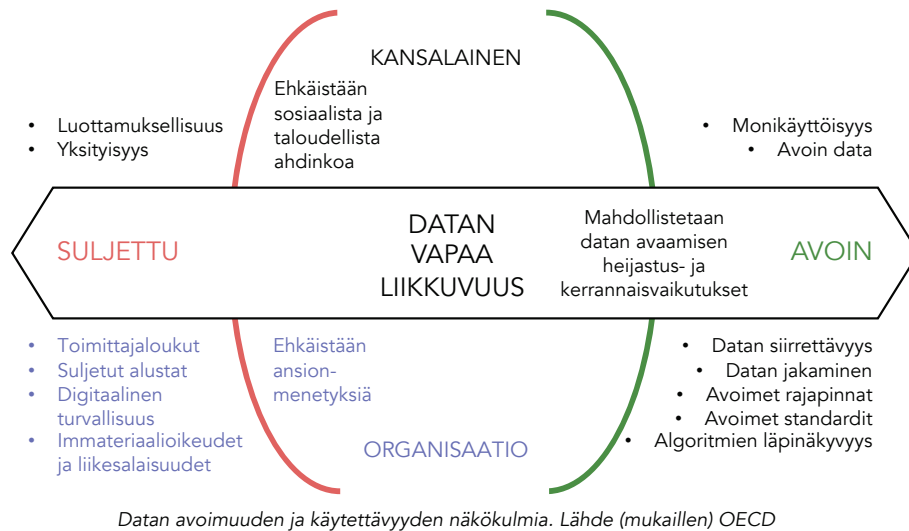 KANSALAINEN
Ehkäistään
sosiaalista ja
taloudellista
ahdinkoa
• Luottamuksellisuus
• Yksityisyys
• Monikäyttöisyys
• Avoin data
SULJETTU
DATAN
VAPAA
LIIKKUVUUS
Mahdollistetaan
datan avaamisen
heijastus- ja
kerrannaisvaikutukset
AVOIN
• Toimittajaloukut
• Suljetut alustat
• Digitaalinen
turvallisuus
• Immateriaalioikeudet
ja liikesalaisuudet
Ehkäistään
ansion-
menetyksiä
ORGANISAATIO
• Datan siirrettävyys
• Datan jakaminen
• Avoimet rajapinnat
• Avoimet standardit
• Algoritmien läpinäkyvyys
Datan avoimuuden ja käytettävyyden näkökulmia. Lähde (mukaillen) OECD